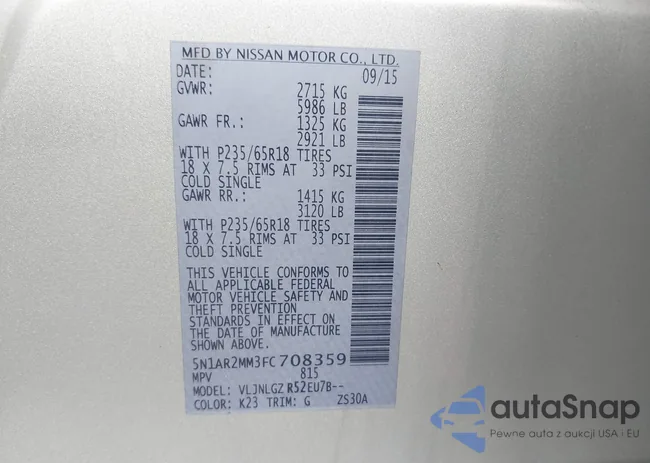 MFD BY NISSAN MOTOR CO., LTD.
DATE: 09/15
GVWR: 2715 KG
5986 LB
GAWR FR.: 1325 KG
2921 LB
WITH P235/65R18 TIRES
18 X 7.5 RIMS AT 33 PSI
COLD SINGLE
GAWR RR.: 1415 KG
3120 LB
WITH P235/65R18 TIRES
18 X 7.5 RIMS AT 33 PSI
COLD SINGLE
THIS VEHICLE CONFORMS TO
ALL APPLICABLE FEDERAL
MOTOR VEHICLE SAFETY AND
THEFT PREVENTION
STANDARDS IN EFFECT ON
THE DATE OF MANUFACTURE
SHOWN ABOVE.
5N1AR2MM3FC708359
MPV 815
MODEL: VLJNLGZ R52EU7B--
COLOR: K23 TRIM: G ZS30A
autaSnap
Pewne auta z aukcji USA i EU